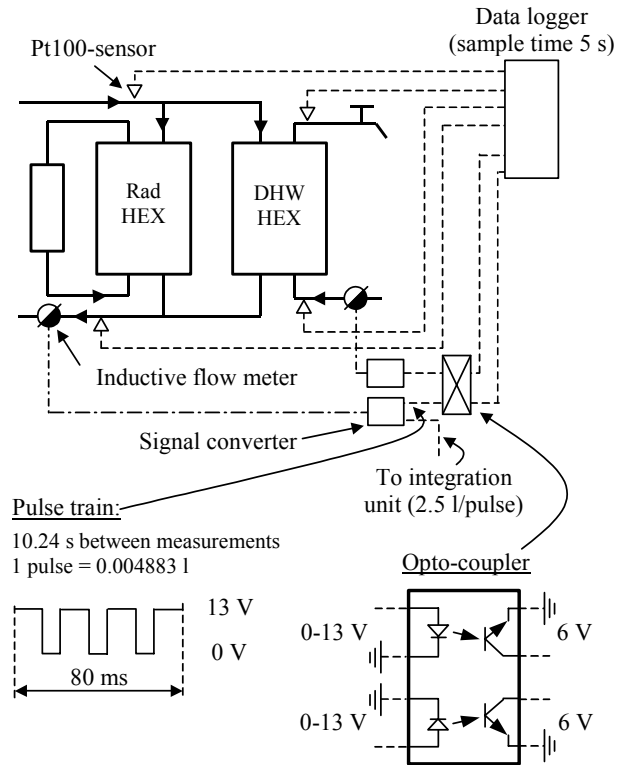 Data logger
(sample time 5 s)
Pt100-sensor
Rad
HEX
DHW
HEX
Inductive flow meter
Signal converter
To integration
unit (2.5 l/pulse)
Pulse train:
10.24 s between measurements
1 pulse = 0.004883 l
13 V
0 V
80 ms
Opto-coupler
0-13 V
6 V
0-13 V
6 V